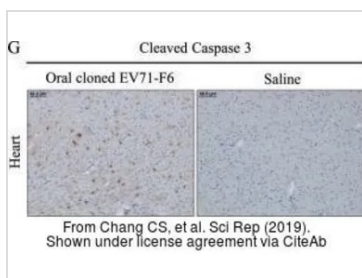 G
Cleaved Caspase 3
Oral cloned EV71-F6
Saline
Heart
From Chang CS, et al. Sci Rep (2019).
Shown under license agreement via CiteAb